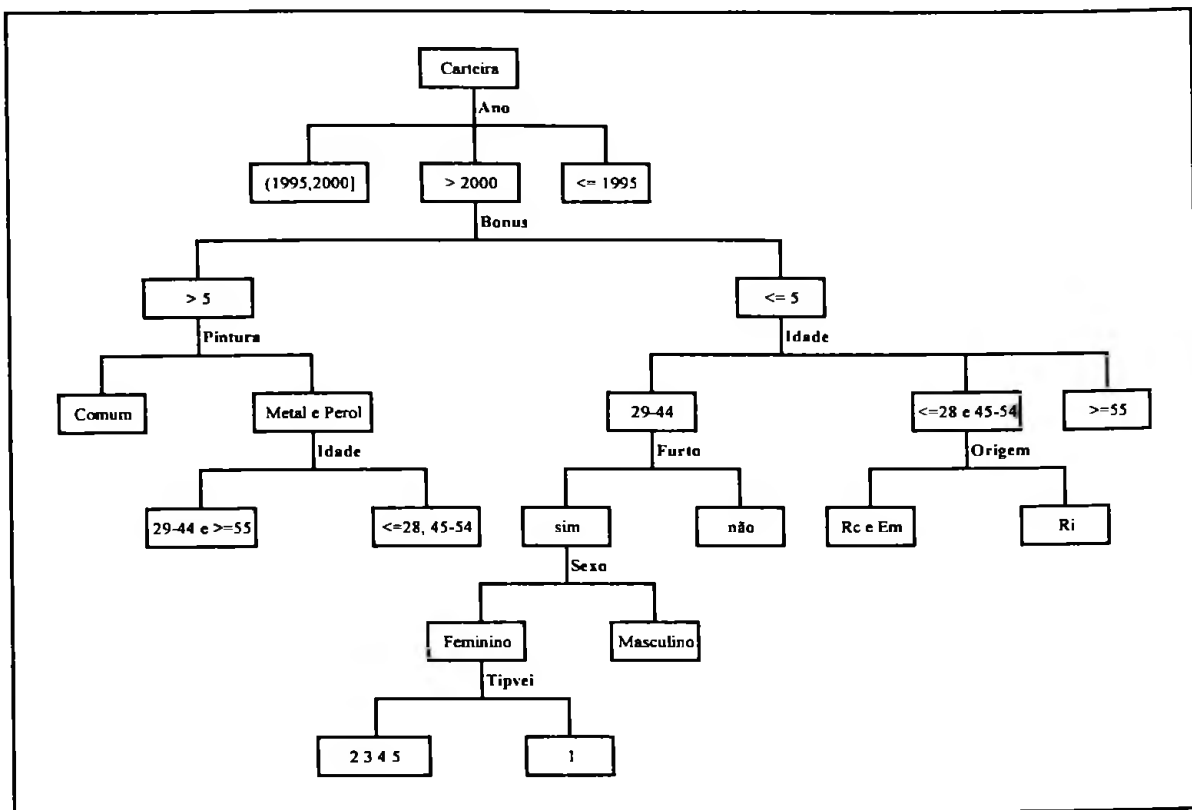 Carteira
Ano
(1995,2000] > 2000 <= 1995
Bonus
> 5 <= 5
Pintura Idade
Comum Metal e Perol 29-44 <=28 e 45-54 >=55
Idade Furto Origem
29-44 e >=55 <=28, 45-54 sim não Rc e Em Ri
Sexo
Feminino Masculino
Tipvei
2 3 4 5 1